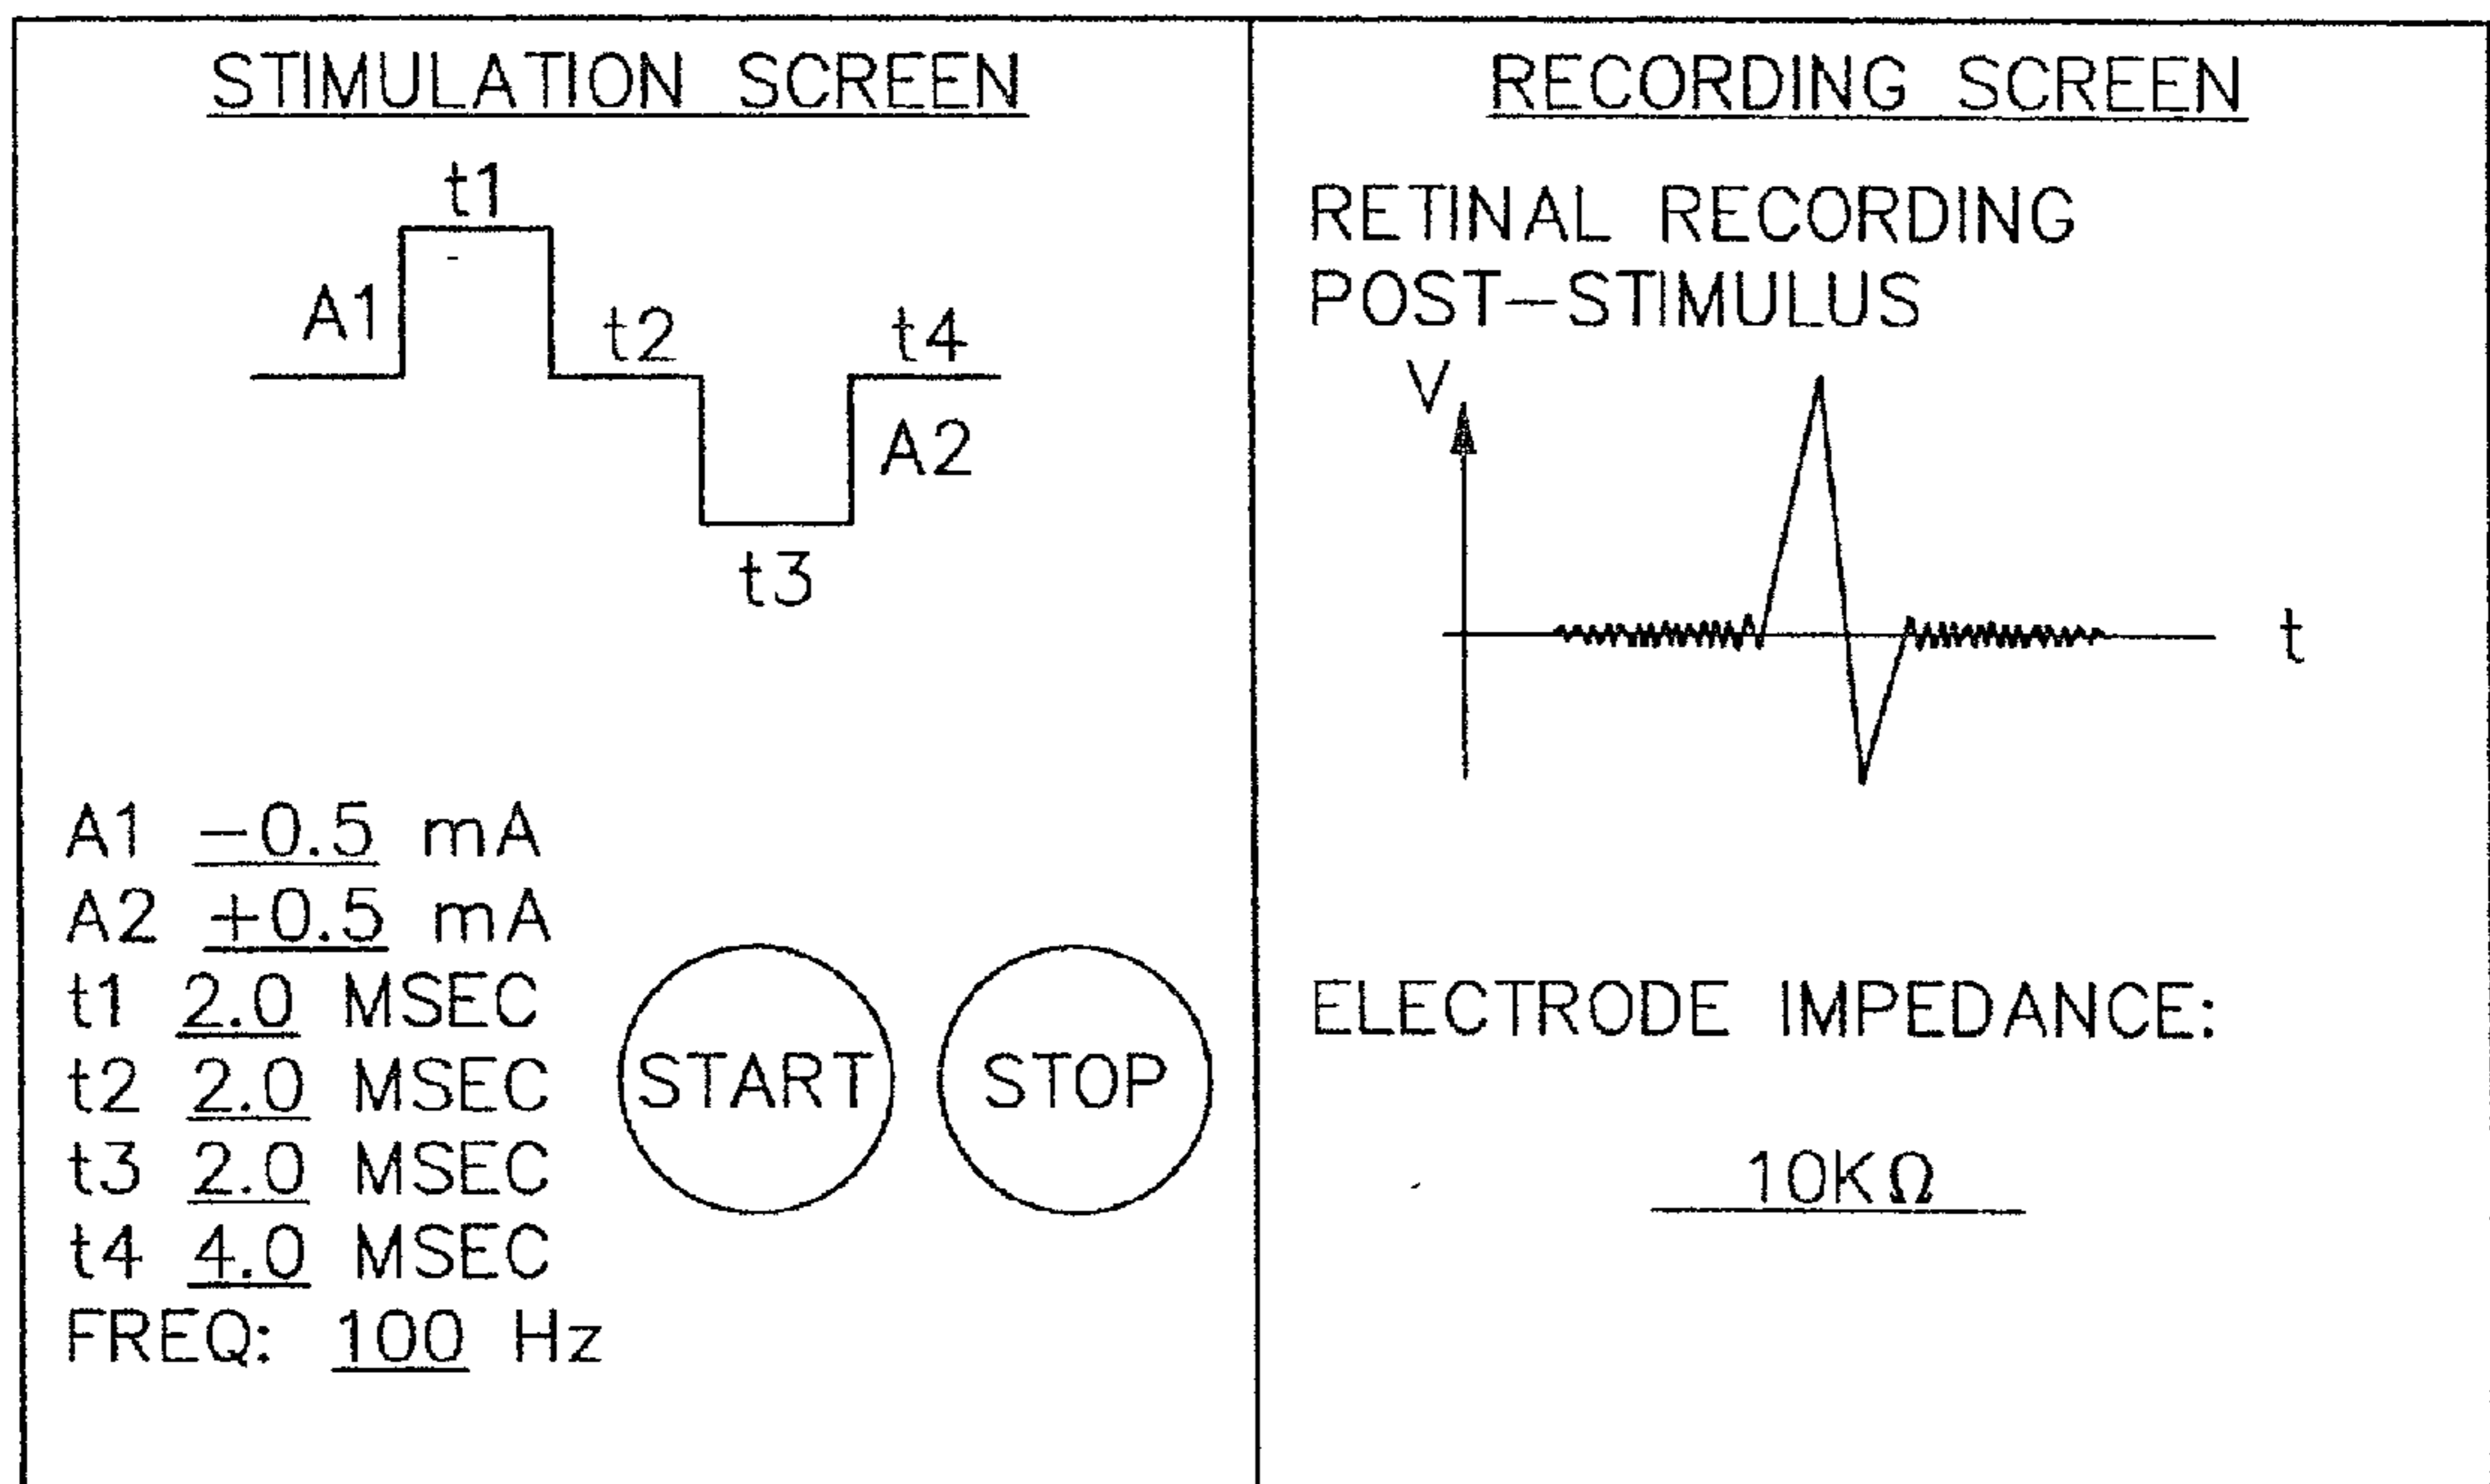 STIMULATION SCREEN
t1
A1
t2
t4
A2
t3
A1 -0.5 mA
A2 +0.5 mA
t1 2.0 MSEC
t2 2.0 MSEC
t3 2.0 MSEC
t4 4.0 MSEC
FREQ: 100 Hz
START
STOP
RECORDING SCREEN
RETINAL RECORDING
POST-STIMULUS
V
t
ELECTRODE IMPEDANCE:
10KΩ